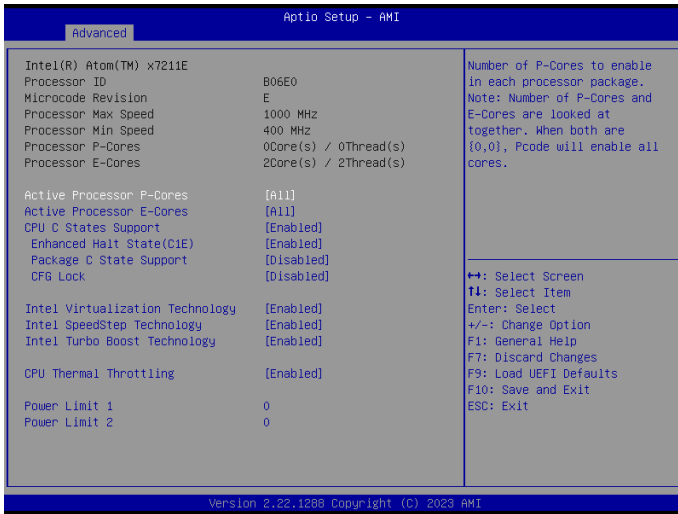 Aptio Setup - AMI
Advanced
Intel(R) Atom(TM) x7211E
Processor ID B06E0
Microcode Revision E
Processor Max Speed 1000 MHz
Processor Min Speed 400 MHz
Processor P-Cores 0Core(s) / 0Thread(s)
Processor E-Cores 2Core(s) / 2Thread(s)
Active Processor P-Cores [All]
Active Processor E-Cores [All]
CPU C States Support [Enabled]
Enhanced Halt State(C1E) [Enabled]
Package C State Support [Disabled]
CFG Lock [Disabled]
Intel Virtualization Technology [Enabled]
Intel SpeedStep Technology [Enabled]
Intel Turbo Boost Technology [Enabled]
CPU Thermal Throttling [Enabled]
Power Limit 1 0
Power Limit 2 0
Number of P-Cores to enable
in each processor package.
Note: Number of P-Cores and
E-Cores are looked at
together. When both are
{0,0}, Pcode will enable all
cores.
↔: Select Screen
↑↓: Select Item
Enter: Select
+/-: Change Option
F1: General Help
F7: Discard Changes
F9: Load UEFI Defaults
F10: Save and Exit
ESC: Exit
Version 2.22.1288 Copyright (C) 2023 AMI